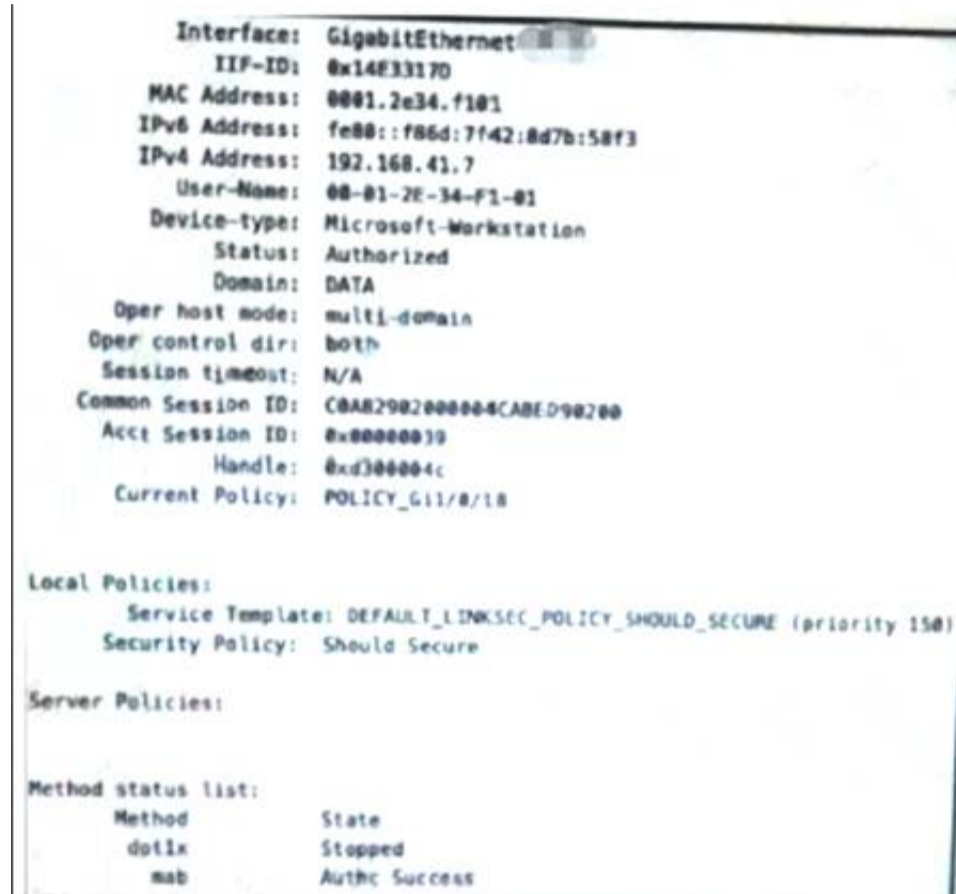 Interface: GigabitEthernet
IIF-ID: 0x14E3317D
MAC Address: 0001.2e34.f101
IPv6 Address: fe80::f86d:7f42:8d7b:58f3
IPv4 Address: 192.168.41.7
User-Name: 00-01-2E-34-F1-01
Device-type: Microsoft-Workstation
Status: Authorized
Domain: DATA
Oper host mode: multi-domain
Oper control dir: both
Session timeout: N/A
Common Session ID:
Acct Session ID: 0x00000039
Handle: 0xd300004c
Current Policy: POLICY_Gi1/0/18
Local Policies:
Service Template: DEFAULT_LINKSEC_POLICY_SHOULD_SECURE (priority 150)
Security Policy: Should Secure
Server Policies:
Method status list:
Method State
dot1x Stopped
mab Authc Success